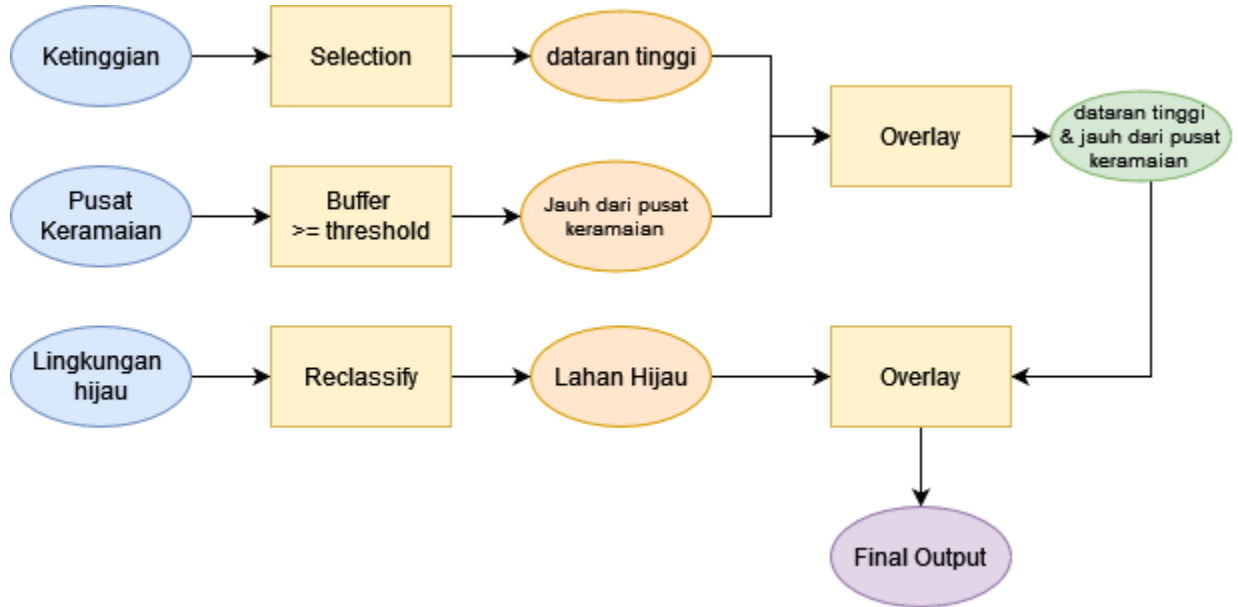 Ketinggian
Selection
dataran tinggi
Overlay
dataran tinggi
& jauh dari pusat
keramaian
Pusat
Keramaian
Buffer
>= threshold
Jauh dari pusat
keramaian
Lingkungan
hijau
Reclassify
Lahan Hijau
Overlay
Final Output